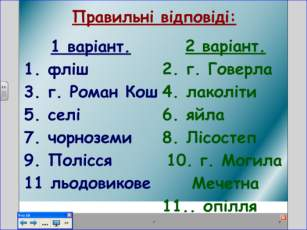 Правильні відповіді:
1 варіант.
1. фліш
3. г. Роман Кош
5. селі
7. чорноземи
9. Полісся
11 льодовикове
2 варіант.
2. г. Говерла
4. лаколіти
6. яйла
8. Лісостеп
10. г. Могила
Мечетна
11.. опілля